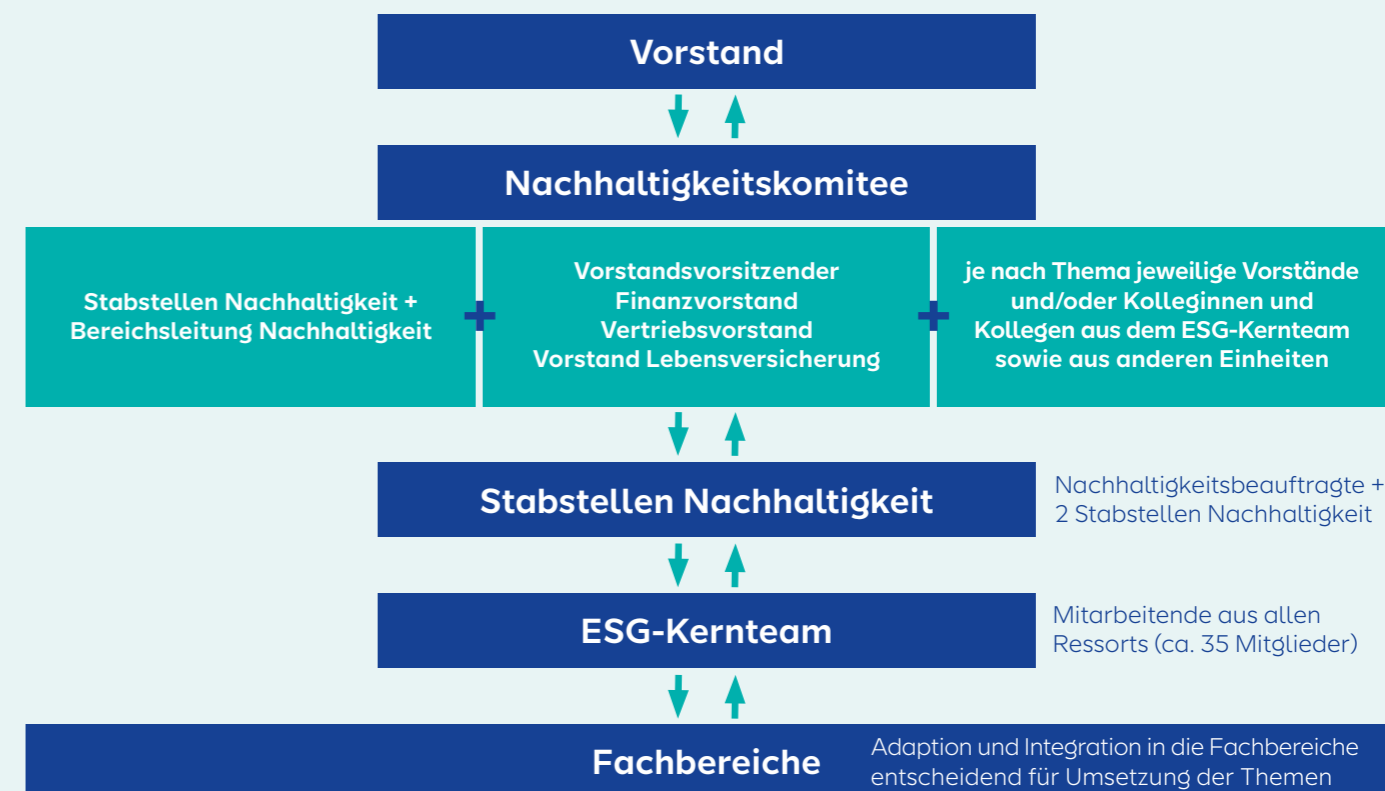 Vorstand
Nachhaltigkeitskomitee
Stabstellen Nachhaltigkeit +
Bereichsleitung Nachhaltigkeit
+
Vorstandsvorsitzender
Finanzvorstand
Vertriebsvorstand
Vorstand Lebensversicherung
+
je nach Thema jeweilige Vorstände
und/oder Kolleginnen und
Kollegen aus dem ESG-Kernteam
sowie aus anderen Einheiten
Stabstellen Nachhaltigkeit
Nachhaltigkeitsbeauftragte +
2 Stabstellen Nachhaltigkeit
ESG-Kernteam
Mitarbeitende aus allen
Ressorts (ca. 35 Mitglieder)
Fachbereiche
Adaption und Integration in die Fachbereiche
entscheidend für Umsetzung der Themen